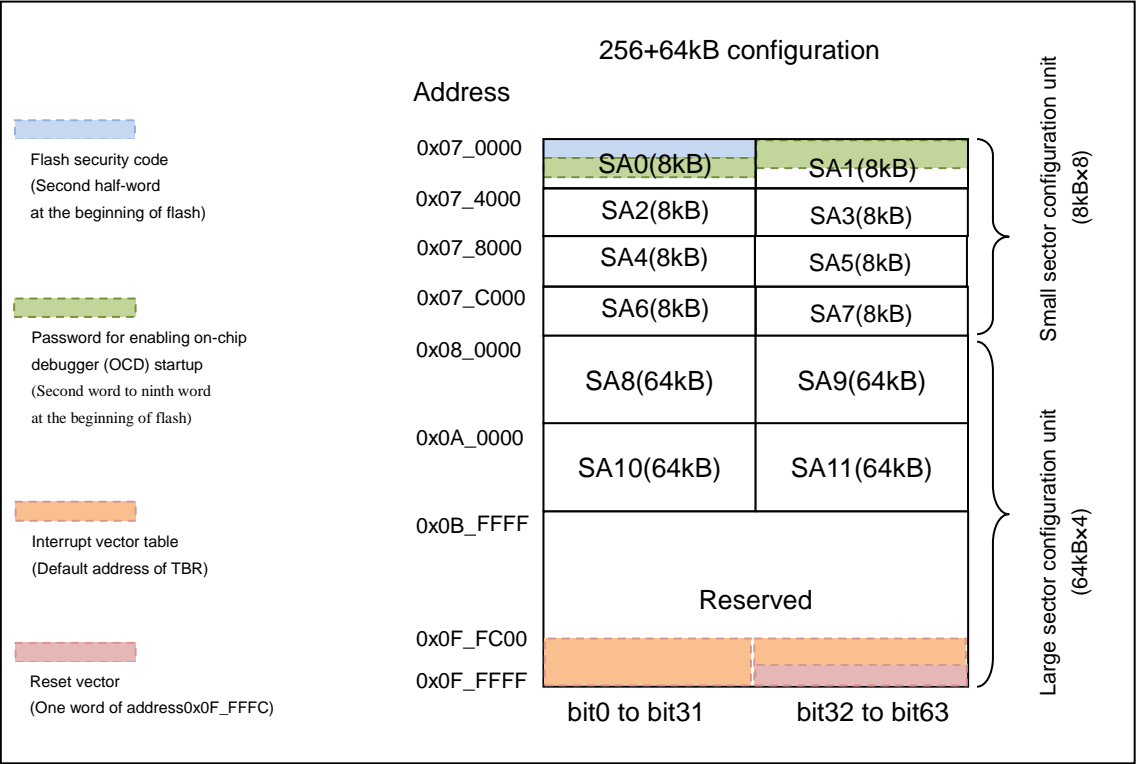 256+64kB configuration
Address
Flash security code
(Second half-word
at the beginning of flash)
Password for enabling on-chip
debugger (OCD) startup
(Second word to ninth word
at the beginning of flash)
Interrupt vector table
(Default address of TBR)
Reset vector
(One word of address0x0F_FFFC)
0x07_0000
SA0(8kB)
SA1(8kB)
0x07_4000
SA2(8kB)
SA3(8kB)
0x07_8000
SA4(8kB)
SA5(8kB)
0x07_C000
SA6(8kB)
SA7(8kB)
0x08_0000
SA8(64kB)
SA9(64kB)
0x0A_0000
SA10(64kB)
SA11(64kB)
0x0B_FFFF
Reserved
0x0F_FC00
0x0F_FFFF
bit0 to bit31
bit32 to bit63
Small sector configuration unit
(8kB×8)
Large sector configuration unit
(64kB×4)